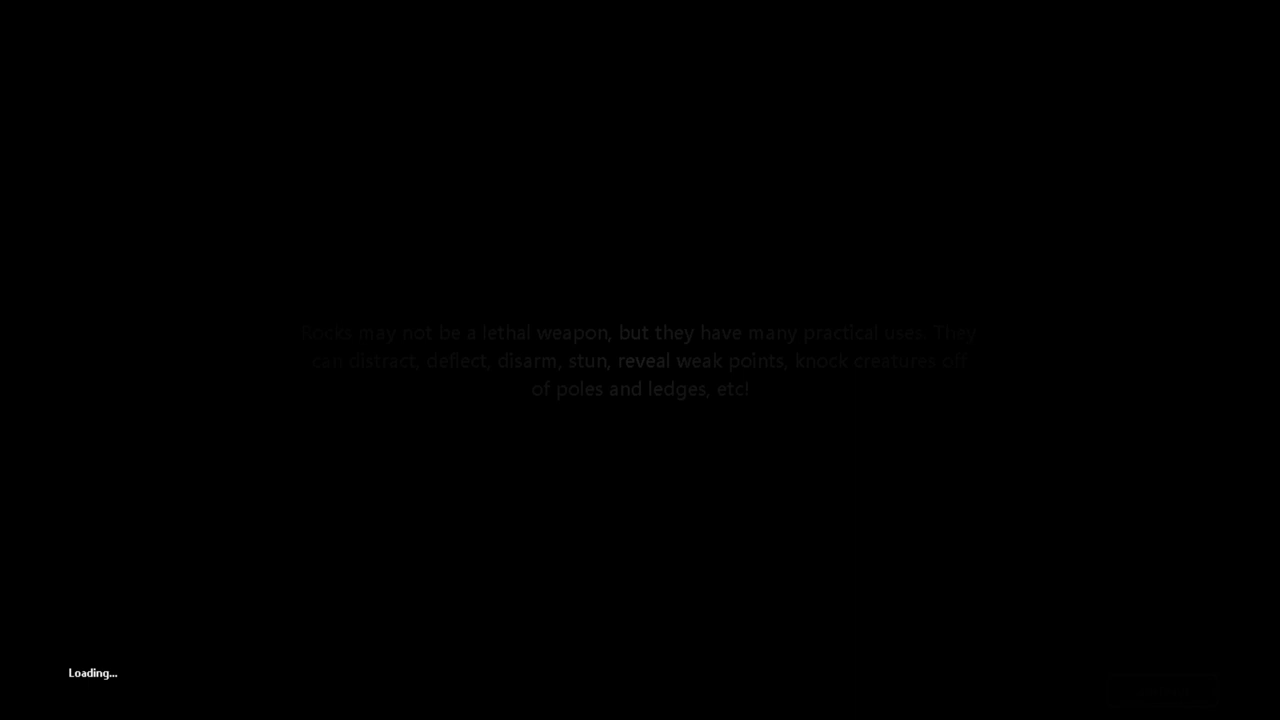 Rocks may not be a lethal weapon, but they have many practical uses. They
can distract, deflect, disarm, stun, reveal weak points, knock creatures off
of poles and ledges, etc!
Loading...